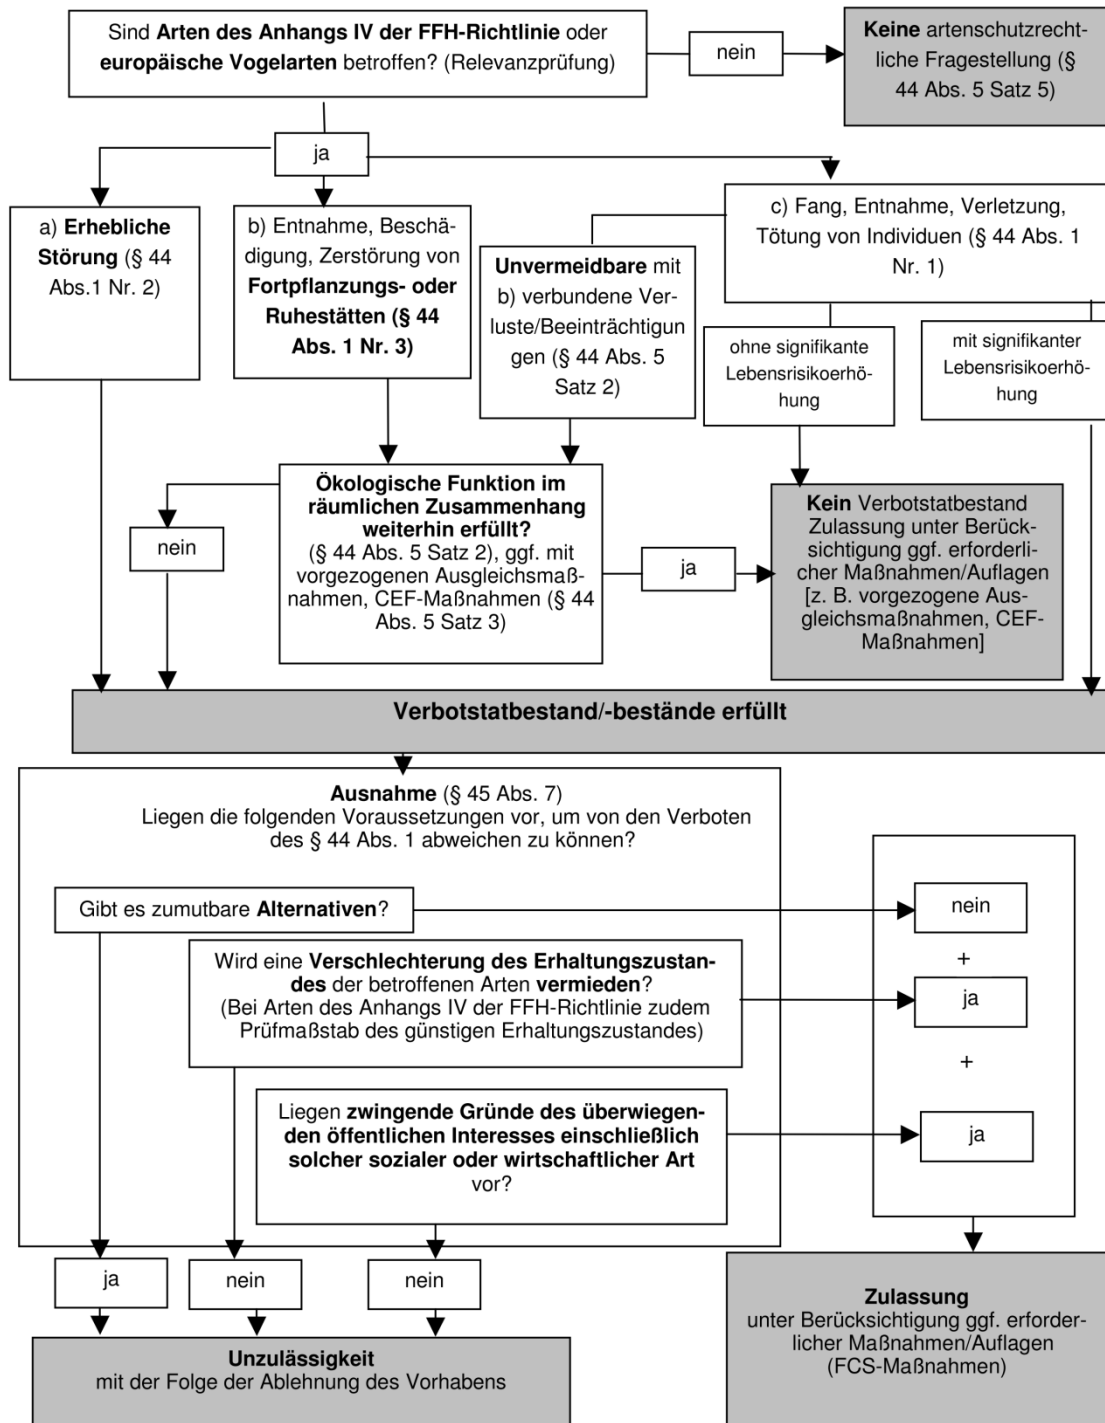 Sind Arten des Anhangs IV der FFH-Richtlinie oder
europäische Vogelarten betroffen? (Relevanzprüfung)
nein
Keine artenschutzrecht-
liche Fragestellung (§
44 Abs. 5 Satz 5)
ja
a) Erhebliche
Störung (§ 44
Abs.1 Nr. 2)
b) Entnahme, Beschä-
digung, Zerstörung von
Fortpflanzungs- oder
Ruhestätten (§ 44
Abs. 1 Nr. 3)
Unvermeidbare mit
b) verbundene Ver-
luste/Beeinträchtigun
gen (§ 44 Abs. 5
Satz 2)
c) Fang, Entnahme, Verletzung,
Tötung von Individuen (§ 44 Abs. 1
Nr. 1)
ohne signifikante
Lebensrisikoerhö-
hung
mit signifikanter
Lebensrisikoerhö-
hung
Ökologische Funktion im
räumlichen Zusammenhang
weiterhin erfüllt?
(§ 44 Abs. 5 Satz 2), ggf. mit
vorgezogenen Ausgleichsmaß-
nahmen, CEF-Maßnahmen (§ 44
Abs. 5 Satz 3)
nein
ja
Kein Verbotstatbestand
Zulassung unter Berück-
sichtigung ggf. erforderli-
cher Maßnahmen/Auflagen
[z. B. vorgezogene Aus-
gleichsmaßnahmen, CEF-
Maßnahmen]
Verbotstatbestand/-bestände erfüllt
Ausnahme (§ 45 Abs. 7)
Liegen die folgenden Voraussetzungen vor, um von den Verboten
des § 44 Abs. 1 abweichen zu können?
Gibt es zumutbare Alternativen?
nein
+
Wird eine Verschlechterung des Erhaltungszustan-
des der betroffenen Arten vermieden?
(Bei Arten des Anhangs IV der FFH-Richtlinie zudem
Prüfmaßstab des günstigen Erhaltungszustandes)
ja
+
Liegen zwingende Gründe des überwiegen-
den öffentlichen Interesses einschließlich
solcher sozialer oder wirtschaftlicher Art
vor?
ja
ja
nein
nein
Unzulässigkeit
mit der Folge der Ablehnung des Vorhabens
Zulassung
unter Berücksichtigung ggf. erforder-
licher Maßnahmen/Auflagen
(FCS-Maßnahmen)